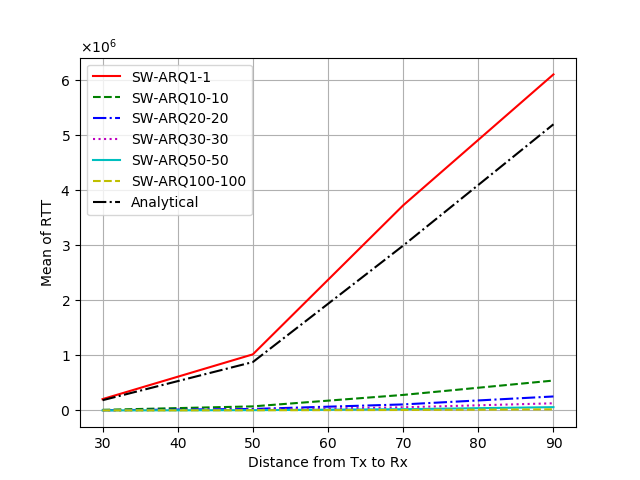 ×10⁶
SW-ARQ1-1
SW-ARQ10-10
SW-ARQ20-20
SW-ARQ30-30
SW-ARQ50-50
SW-ARQ100-100
Analytical
Mean of RTT
6
5
4
3
2
1
0
30 40 50 60 70 80 90
Distance from Tx to Rx